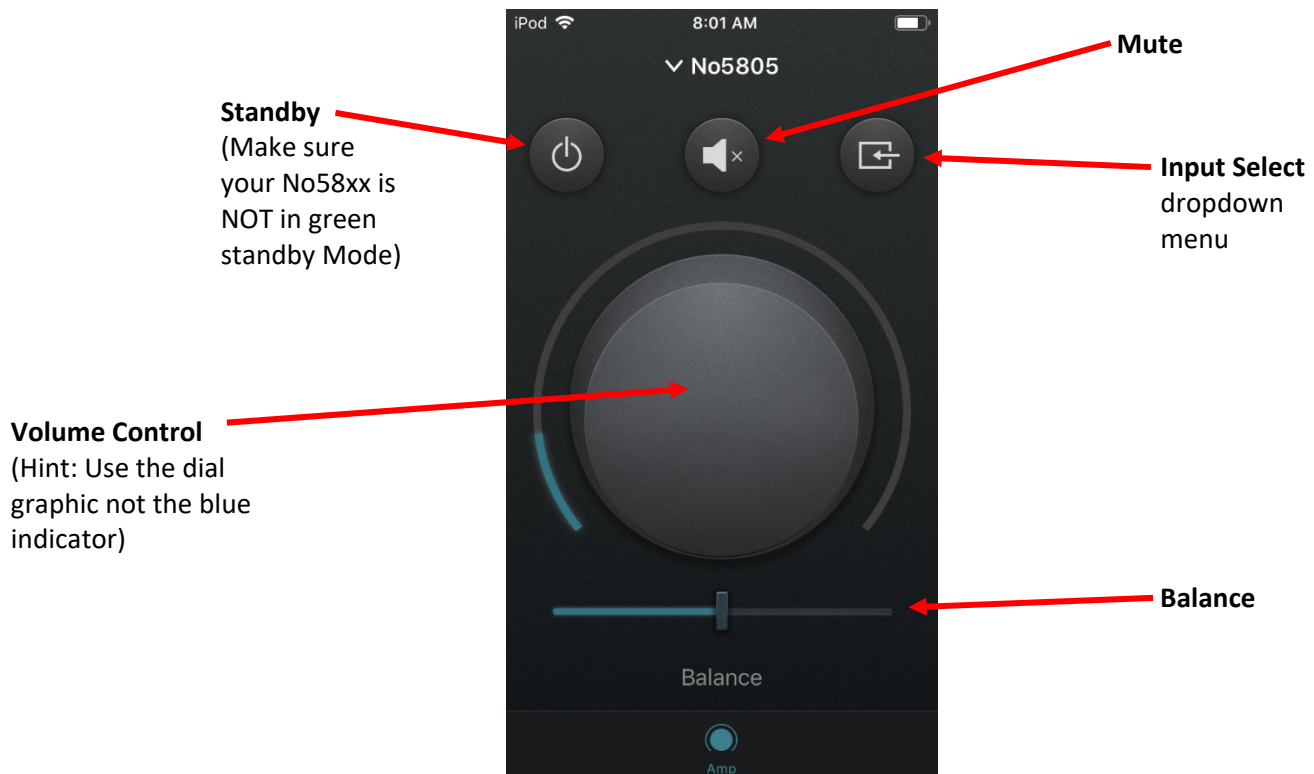 iPod 8:01 AM
No5805
Mute
Standby
(Make sure
your No58xx is
NOT in green
standby Mode)
Input Select
dropdown
menu
Volume Control
(Hint: Use the dial
graphic not the blue
indicator)
Balance
Balance
Amp